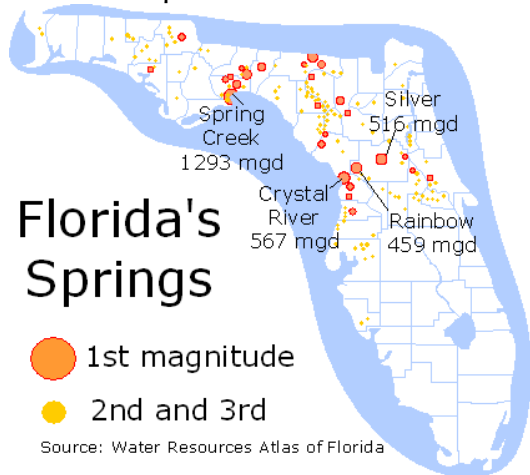 Silver
516 mgd
Spring
Creek
1293 mgd
Crystal
River
567 mgd
Rainbow
459 mgd
Florida's
Springs
1st magnitude
2nd and 3rd
Source: Water Resources Atlas of Florida